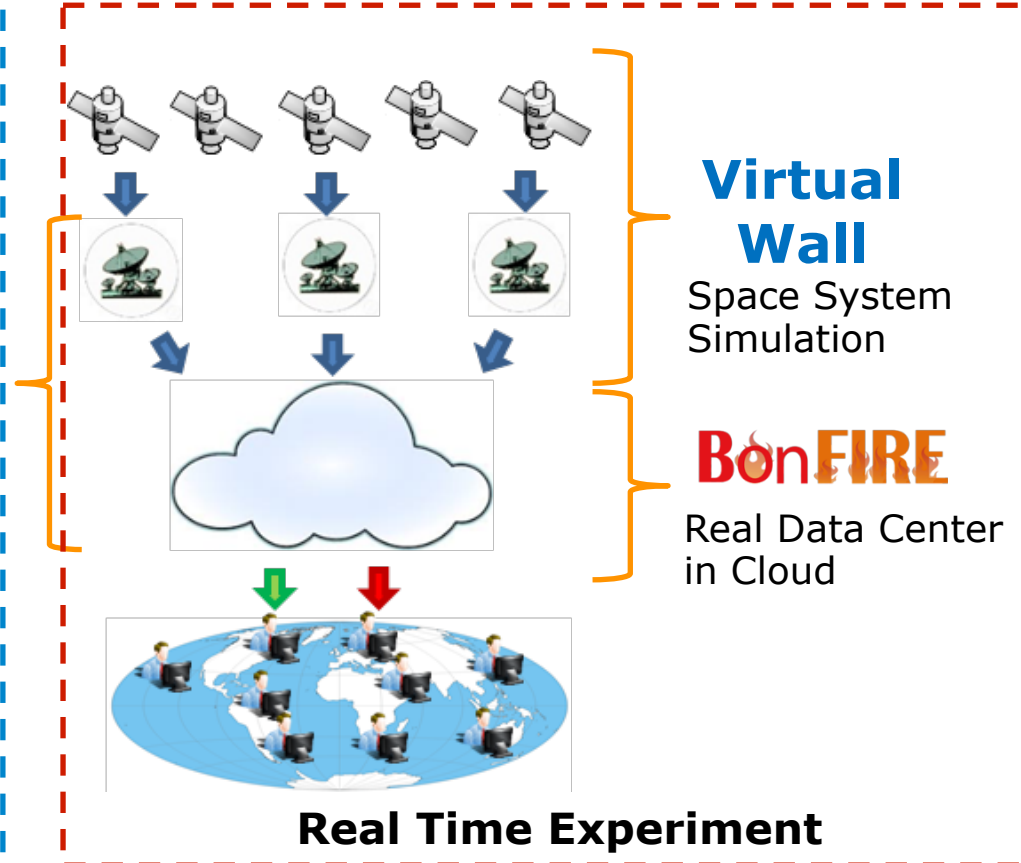 Virtual
Wall
Space System
Simulation
BonFIRE
Real Data Center
in Cloud
Real Time Experiment